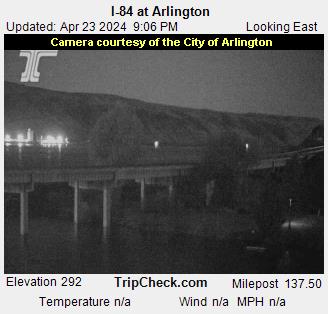 I-84 at Arlington
Updated: Apr 23 2024 9:06 PM Looking East
Camera courtesy of the City of Arlington
Elevation 292 TripCheck.com Milepost 137.50
Temperature n/a Wind n/a MPH n/a